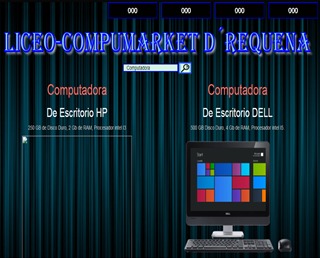 000 000 000 000
LICEO-COMPUMARKET D´REQUENA
Computadora
Computadora
De Escritorio HP
250 GB de Disco Duro, 2 Gb de RAM, Procesador intel I3
Computadora
De Escritorio DELL
500 GB Disco Duro, 4 Gb de RAM, Procesador intel I5